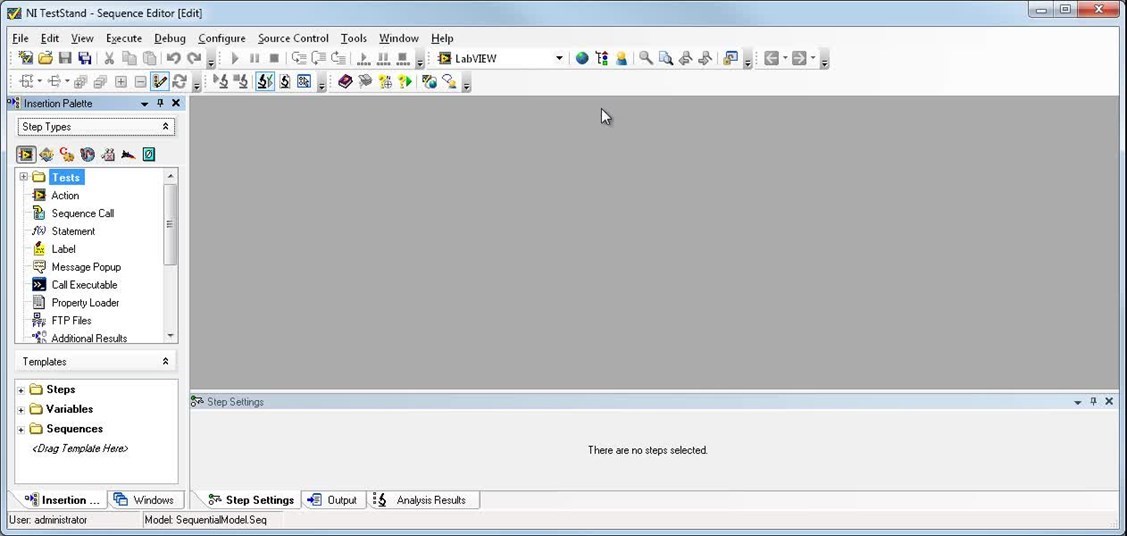 NI TestStand - Sequence Editor [Edit]
File Edit View Execute Debug Configure Source Control Tools Window Help
LabVIEW
Insertion Palette
Step Types
Tests
Action
Sequence Call
Statement
Label
Message Popup
Call Executable
Property Loader
FTP Files
Additional Results
Templates
Steps
Variables
Sequences
<Drag Template Here>
Step Settings
There are no steps selected.
Insertion ... Windows
Step Settings Output Analysis Results
User: administrator Model: SequentialModel.Seq